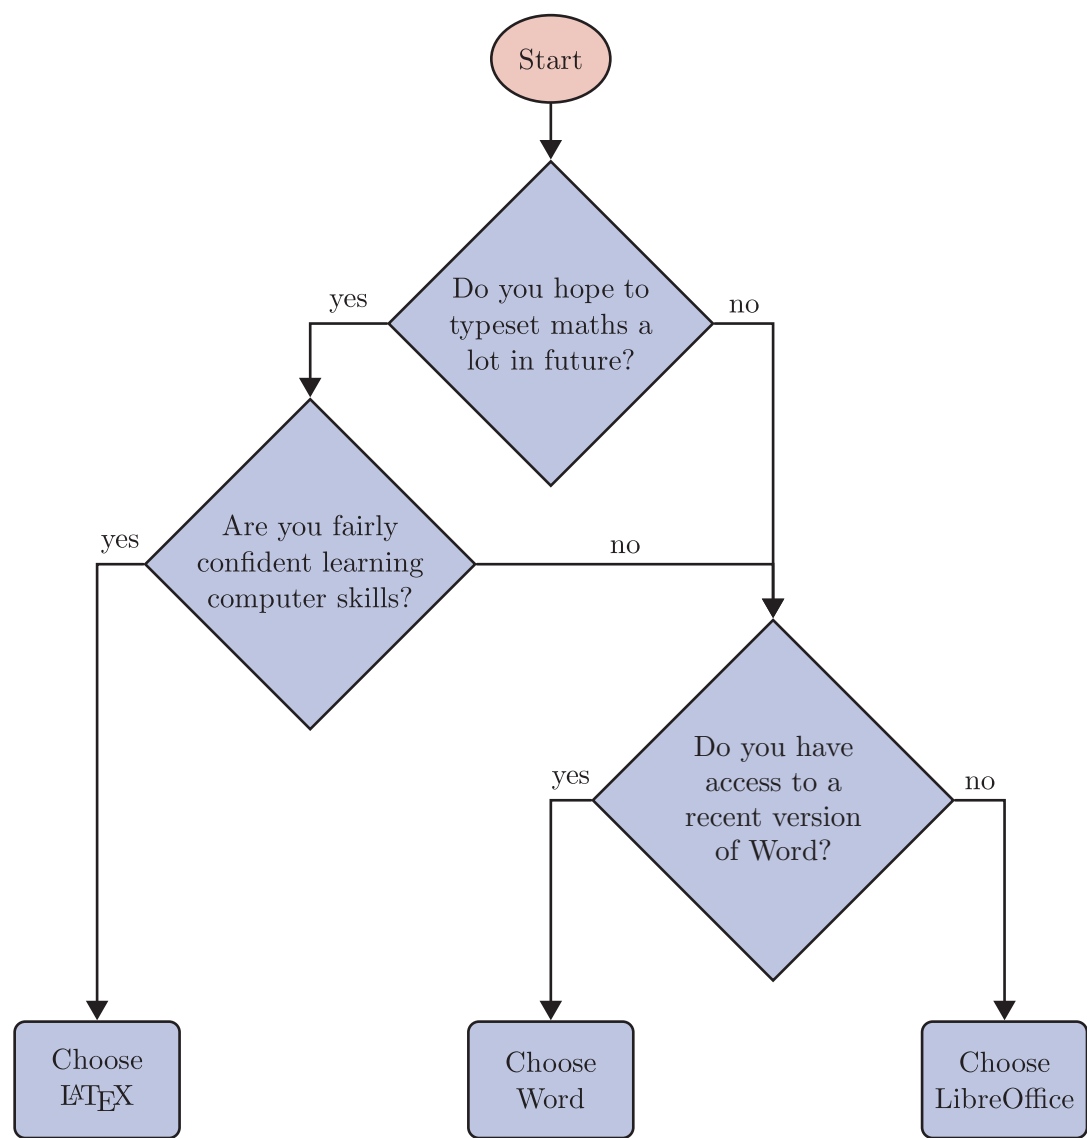 Start
Do you hope to
typeset maths a
lot in future?
yes
no
Are you fairly
confident learning
computer skills?
yes
no
Do you have
access to a
recent version
of Word?
yes
no
Choose
LATEX
Choose
Word
Choose
LibreOffice